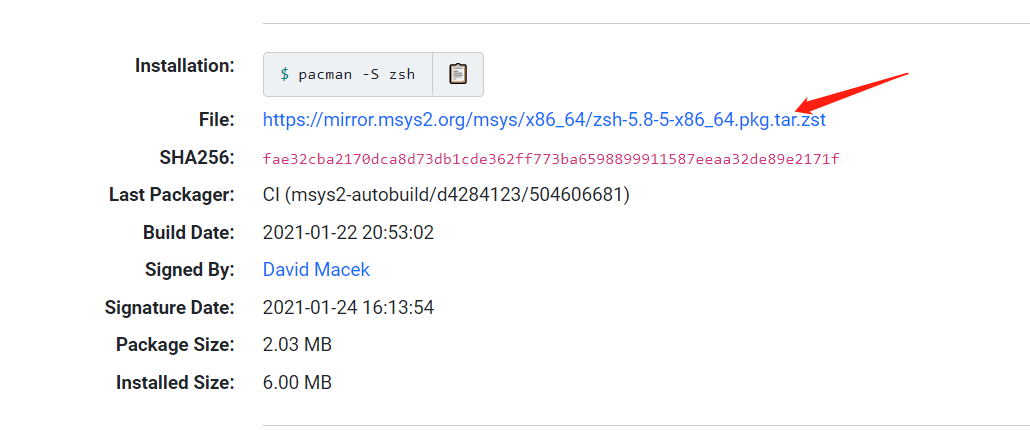 Installation:
$ pacman -S zsh
File: https://mirror.msys2.org/msys/x86_64/zsh-5.8-5-x86_64.pkg.tar.zst
SHA256: fae32cba2170dca8d73db1cde362ff773ba6598899911587eeaa32de89e2171f
Last Packager: CI (msys2-autobuild/d4284123/504606681)
Build Date: 2021-01-22 20:53:02
Signed By: David Macek
Signature Date: 2021-01-24 16:13:54
Package Size: 2.03 MB
Installed Size: 6.00 MB